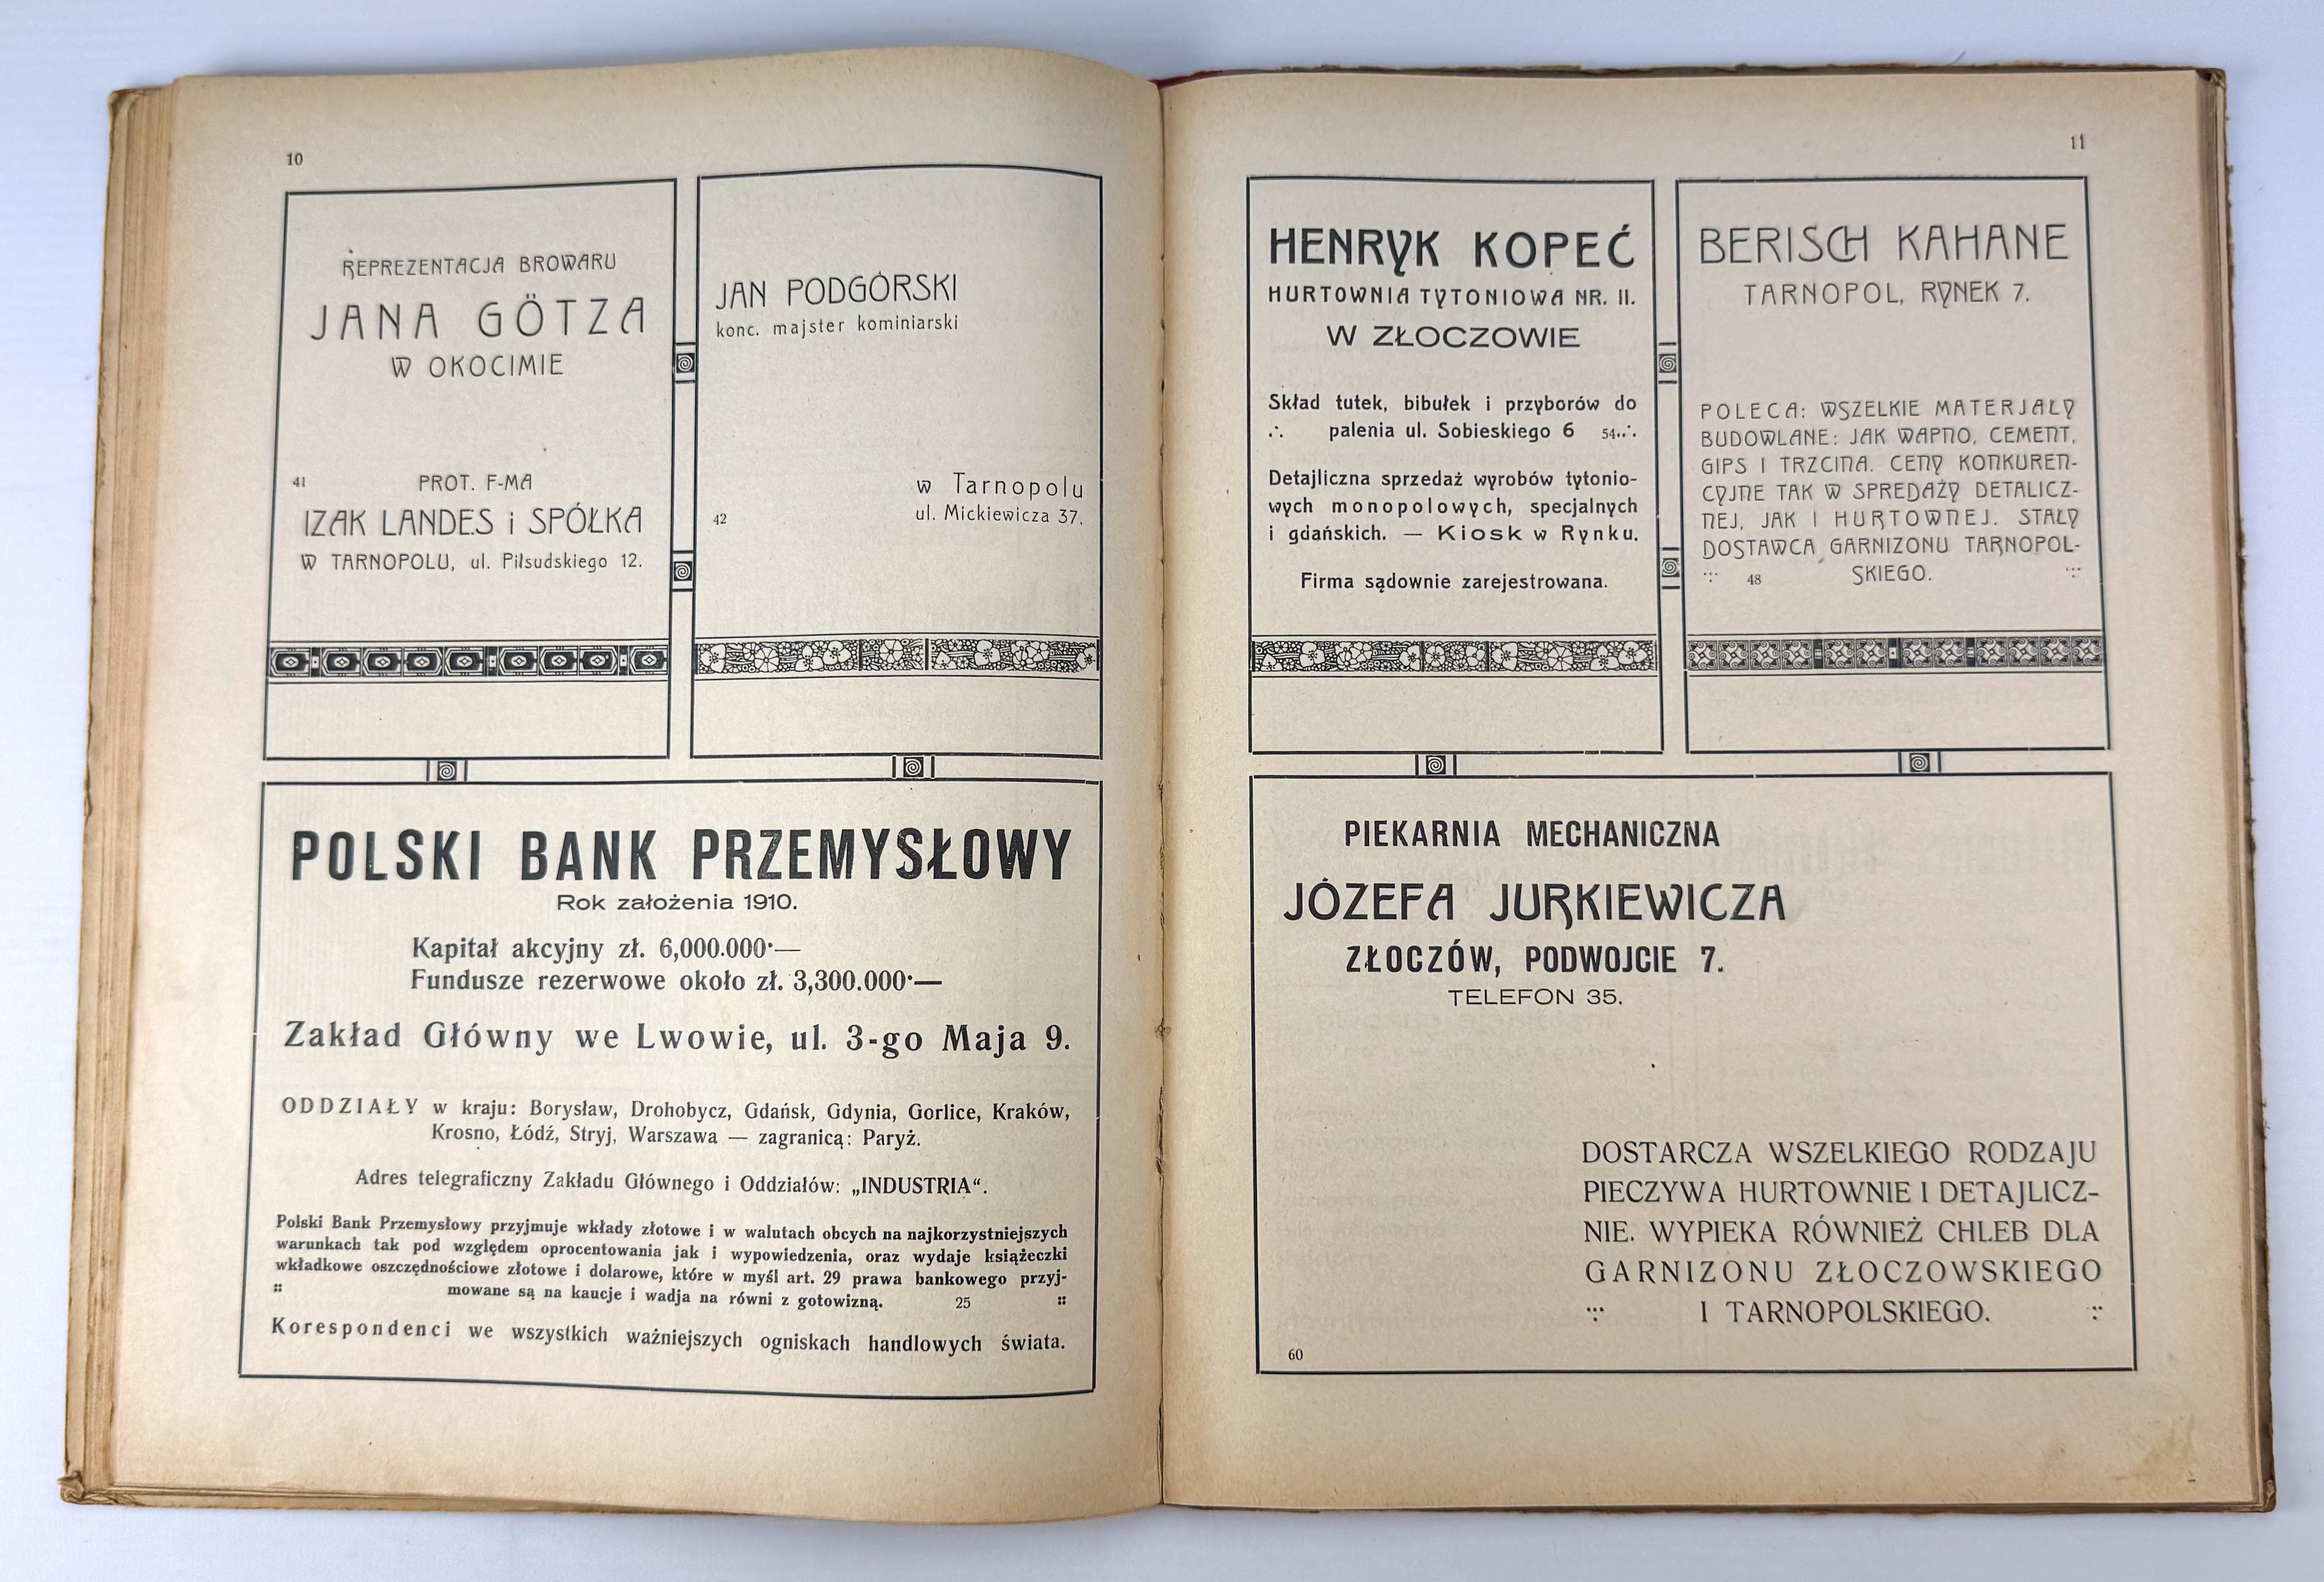 10
REPREZENTACJA BROWARU
JANA GÖTZA
W OKOCIMIE
41 PROT. F-MA
IZAK LANDES i SPÓŁKA
W TARNOPOLU, ul. Piłsudskiego 12.
JAN PODGÓRSKI
konc. majster kominiarski
w Tarnopolu
42 ul. Mickiewicza 37.
POLSKI BANK PRZEMYSŁOWY
Rok założenia 1910.
Kapitał akcyjny zł. 6,000.000·—
Fundusze rezerwowe około zł. 3,300.000·—
Zakład Główny we Lwowie, ul. 3-go Maja 9.
ODDZIAŁY w kraju: Borysław, Drohobycz, Gdańsk, Gdynia, Gorlice, Kraków,
Krosno, Łódź, Stryj, Warszawa — zagranicą: Paryż.
Adres telegraficzny Zakładu Głównego i Oddziałów: „INDUSTRIA“.
Polski Bank Przemysłowy przyjmuje wkłady złotowe i w walutach obcych na najkorzystniejszych
warunkach tak pod względem oprocentowania jak i wypowiedzenia, oraz wydaje książeczki
wkładkowe oszczędnościowe złotowe i dolarowe, które w myśl art. 29 prawa bankowego przyj-
:: mowane są na kaucje i wadja na równi z gotowizną. 25 ::
Korespondenci we wszystkich ważniejszych ogniskach handlowych świata.
11
HENRYK KOPEĆ
HURTOWNIA TYTONIOWA NR. II.
W ZŁOCZOWIE
Skład tutek, bibułek i przyborów do
∴ palenia ul. Sobieskiego 6 54 ∴
Detajliczna sprzedaż wyrobów tytonio-
wych monopolowych, specjalnych
i gdańskich. — Kiosk w Rynku.
Firma sądownie zarejestrowana.
BERISCH KAHANE
TARNOPOL, RYNEK 7.
POLECA: WSZELKIE MATERJAŁY
BUDOWLANE: JAK WAPNO, CEMENT,
GIPS I TRZCINA. CENY KONKUREN-
CYJNE TAK W SPREDAŻY DETALICZ-
NEJ, JAK I HURTOWNEJ. STAŁY
DOSTAWCA GARNIZONU TARNOPOL-
48 SKIEGO.
PIEKARNIA MECHANICZNA
JÓZEFA JURKIEWICZA
ZŁOCZÓW, PODWOJCIE 7.
TELEFON 35.
DOSTARCZA WSZELKIEGO RODZAJU
PIECZYWA HURTOWNIE I DETAJLICZ-
NIE. WYPIEKA RÓWNIEŻ CHLEB DLA
GARNIZONU ZŁOCZOWSKIEGO
I TARNOPOLSKIEGO.
60